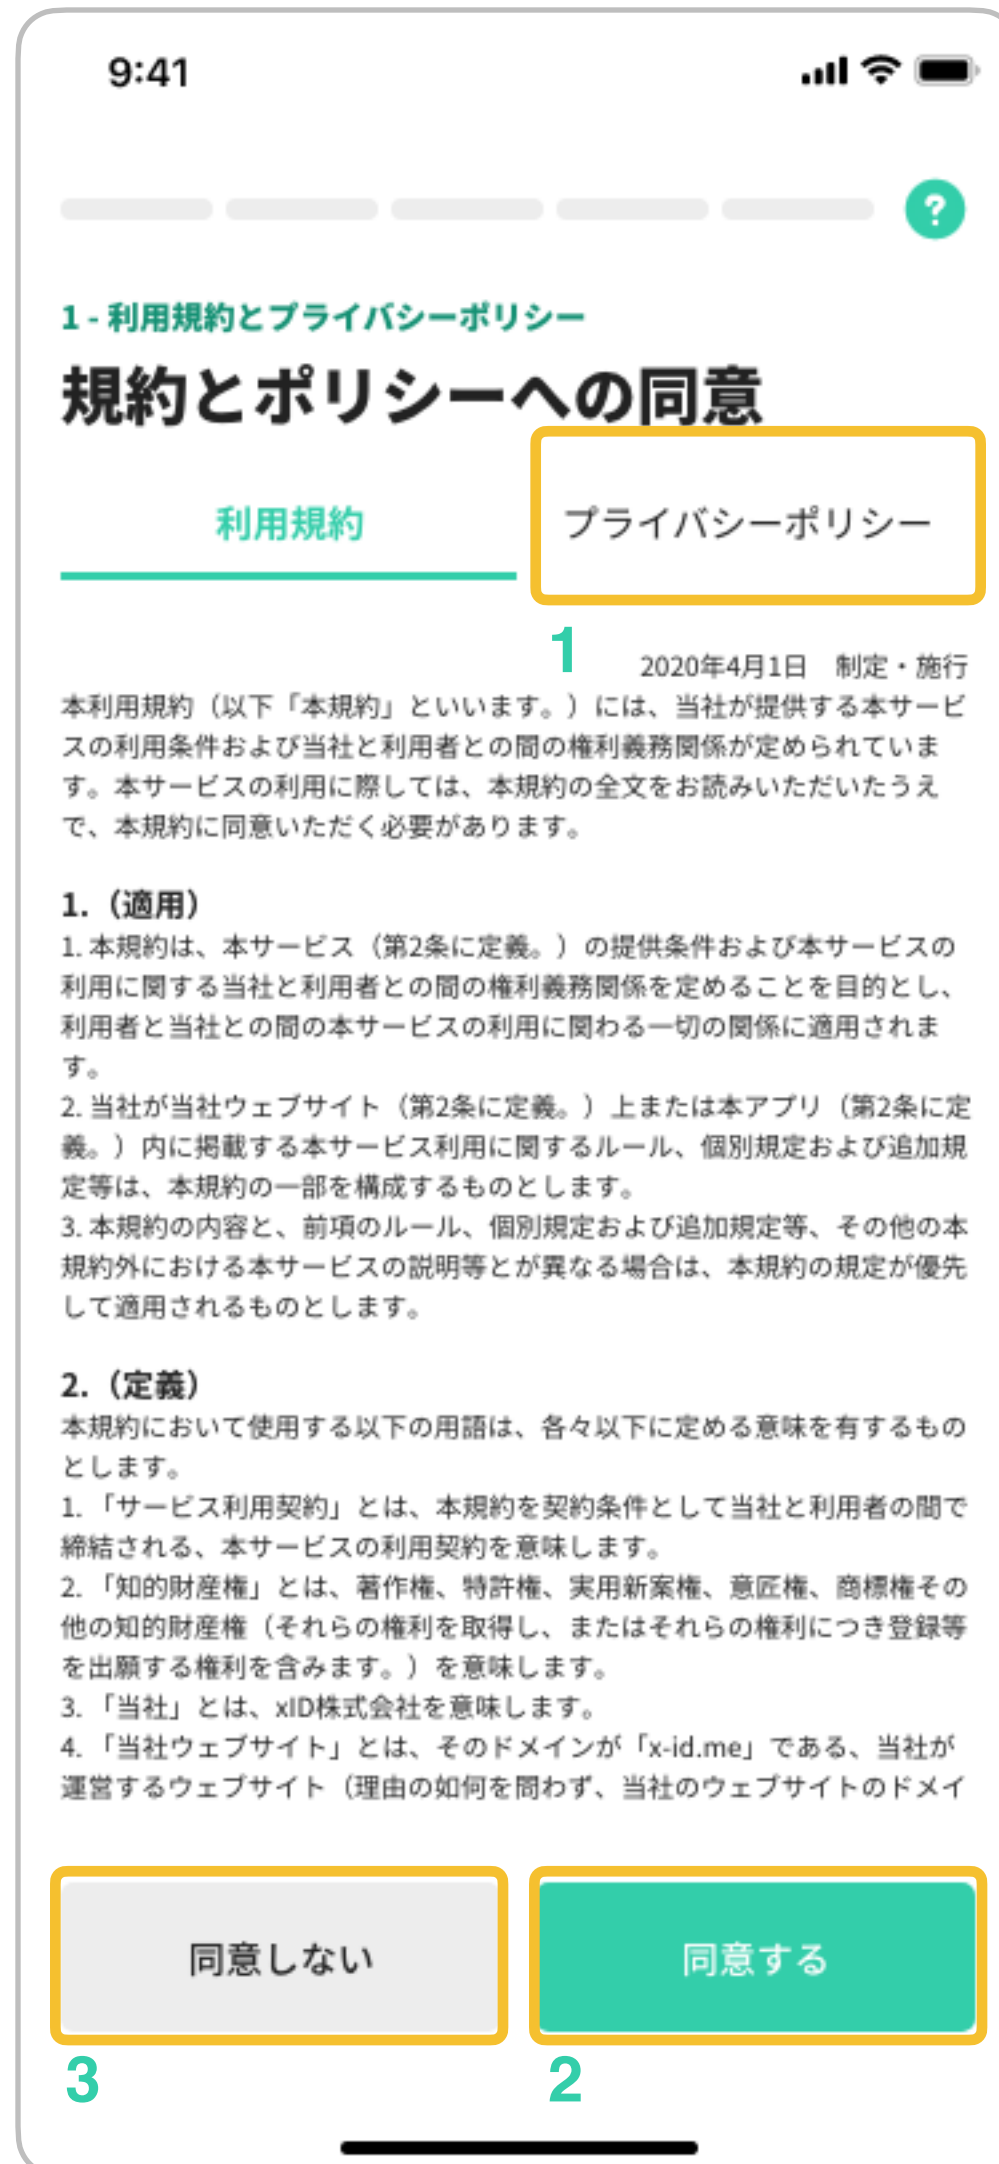 9:41
?
1 - 利用規約とプライバシーポリシー
規約とポリシーへの同意
利用規約
プライバシーポリシー
1
2020年4月1日　制定・施行
本利用規約（以下「本規約」といいます。）には、当社が提供する本サービ
スの利用条件および当社と利用者との間の権利義務関係が定められていま
す。本サービスの利用に際しては、本規約の全文をお読みいただいたうえ
で、本規約に同意いただく必要があります。
1.（適用）
1. 本規約は、本サービス（第2条に定義。）の提供条件および本サービスの
利用に関する当社と利用者との間の権利義務関係を定めることを目的とし、
利用者と当社との間の本サービスの利用に関わる一切の関係に適用されま
す。
2. 当社が当社ウェブサイト（第2条に定義。）上または本アプリ（第2条に定
義。）内に掲載する本サービス利用に関するルール、個別規定および追加規
定等は、本規約の一部を構成するものとします。
3. 本規約の内容と、前項のルール、個別規定および追加規定等、その他の本
規約外における本サービスの説明等とが異なる場合は、本規約の規定が優先
して適用されるものとします。
2.（定義）
本規約において使用する以下の用語は、各々以下に定める意味を有するもの
とします。
1. 「サービス利用契約」とは、本規約を契約条件として当社と利用者の間で
締結される、本サービスの利用契約を意味します。
2. 「知的財産権」とは、著作権、特許権、実用新案権、意匠権、商標権その
他の知的財産権（それらの権利を取得し、またはそれらの権利につき登録等
を出願する権利を含みます。）を意味します。
3. 「当社」とは、xID株式会社を意味します。
4. 「当社ウェブサイト」とは、そのドメインが「x-id.me」である、当社が
運営するウェブサイト（理由の如何を問わず、当社のウェブサイトのドメイ
同意しない
同意する
3
2